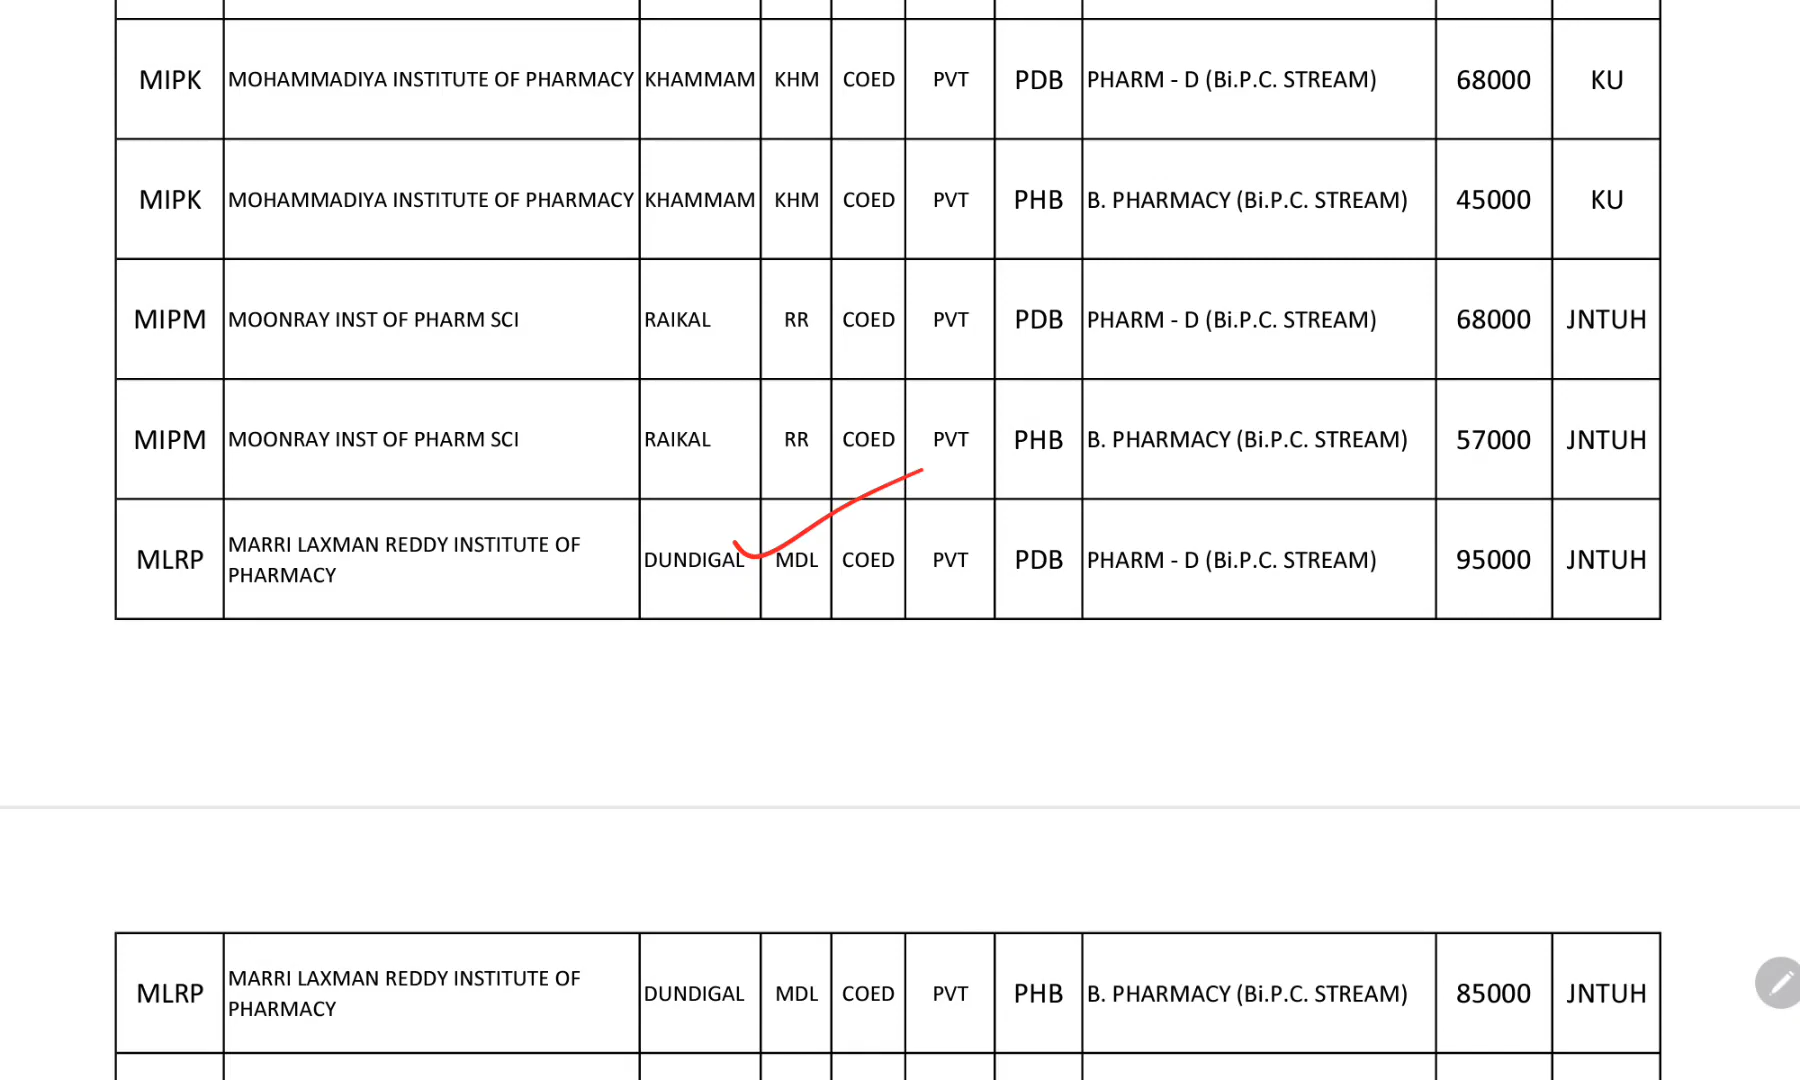 MIPK MOHAMMADIYA INSTITUTE OF PHARMACY KHAMMAM KHM COED PVT PDB PHARM - D (Bi.P.C. STREAM) 68000 KU
MIPK MOHAMMADIYA INSTITUTE OF PHARMACY KHAMMAM KHM COED PVT PHB B. PHARMACY (Bi.P.C. STREAM) 45000 KU
MIPM MOONRAY INST OF PHARM SCI RAIKAL RR COED PVT PDB PHARM - D (Bi.P.C. STREAM) 68000 JNTUH
MIPM MOONRAY INST OF PHARM SCI RAIKAL RR COED PVT PHB B. PHARMACY (Bi.P.C. STREAM) 57000 JNTUH
MLRP MARRI LAXMAN REDDY INSTITUTE OF
PHARMACY DUNDIGAL MDL COED PVT PDB PHARM - D (Bi.P.C. STREAM) 95000 JNTUH
MLRP MARRI LAXMAN REDDY INSTITUTE OF
PHARMACY DUNDIGAL MDL COED PVT PHB B. PHARMACY (Bi.P.C. STREAM) 85000 JNTUH